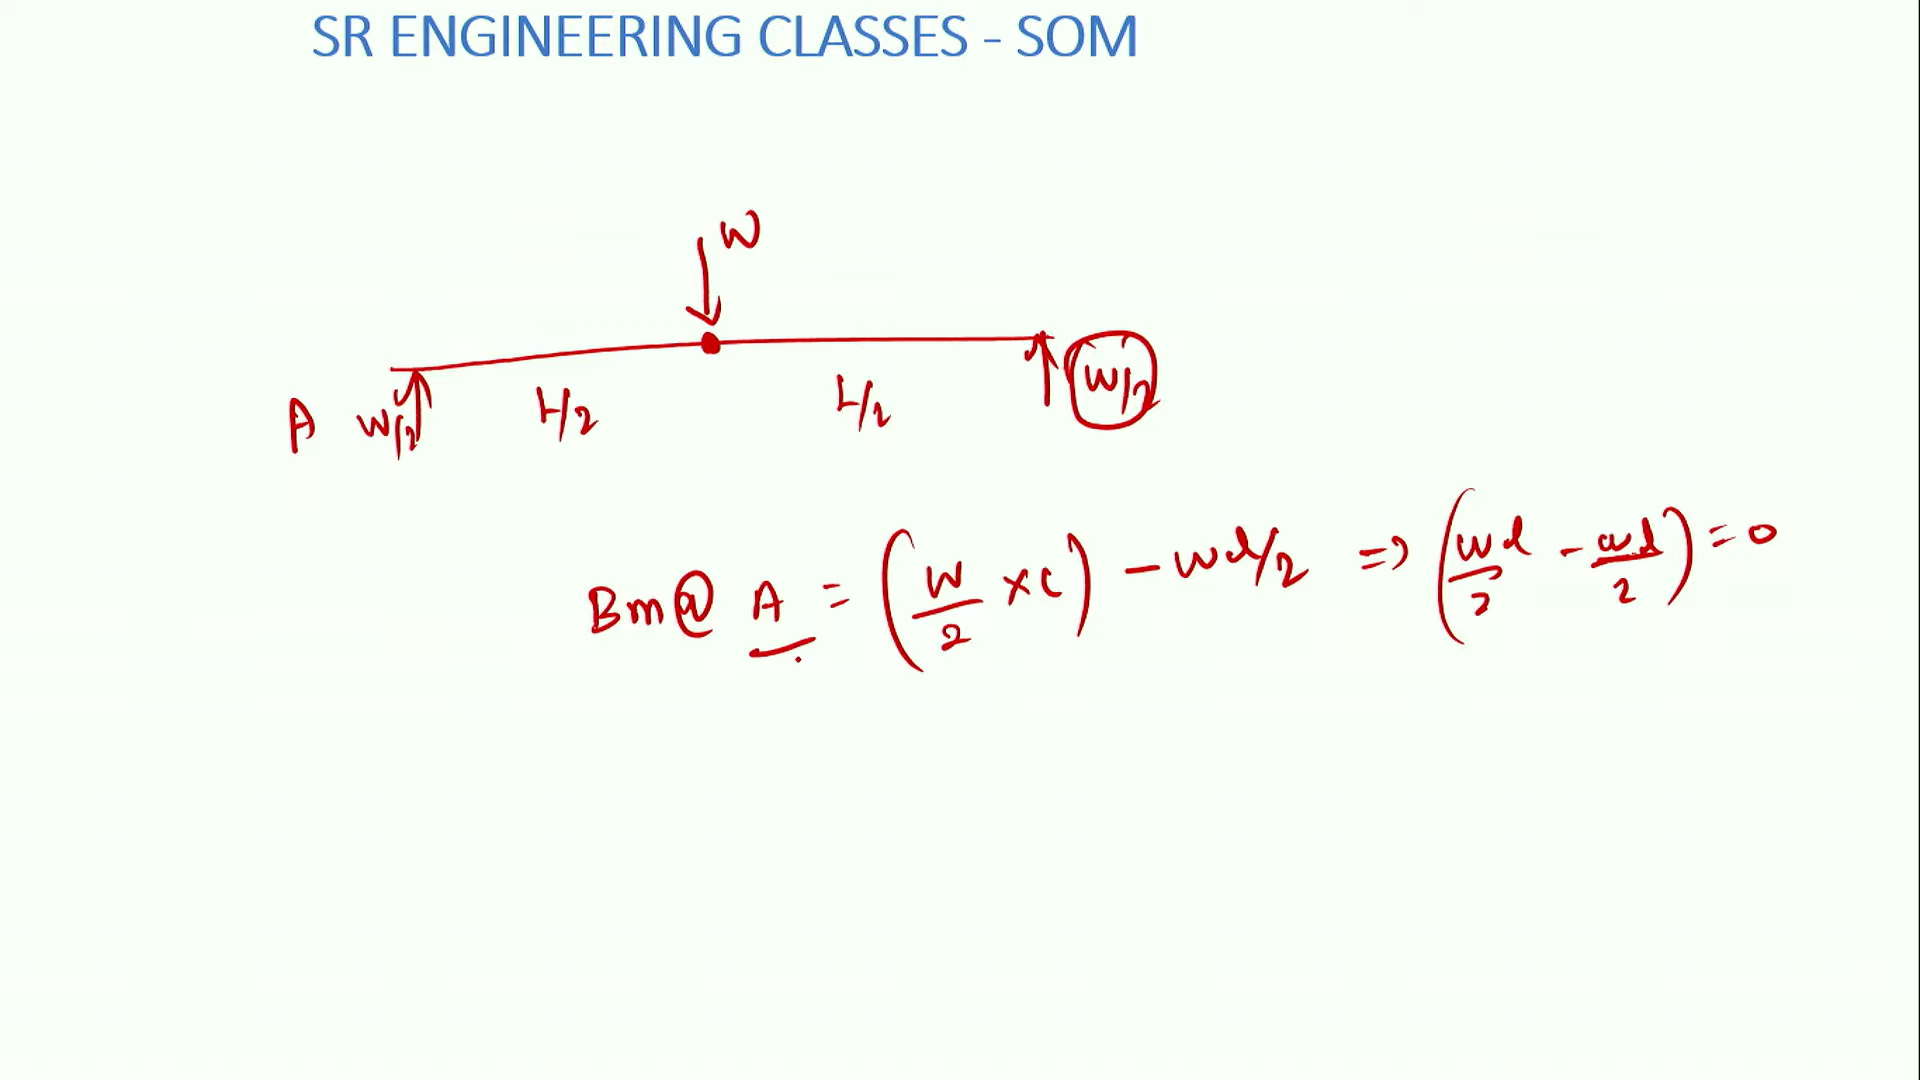 SR ENGINEERING CLASSES - SOM
W
A W/2 L/2 L/2 W/2
Bm@ A = (W/2 × L) - Wl/2 => (Wl/2 - wl/2) = 0